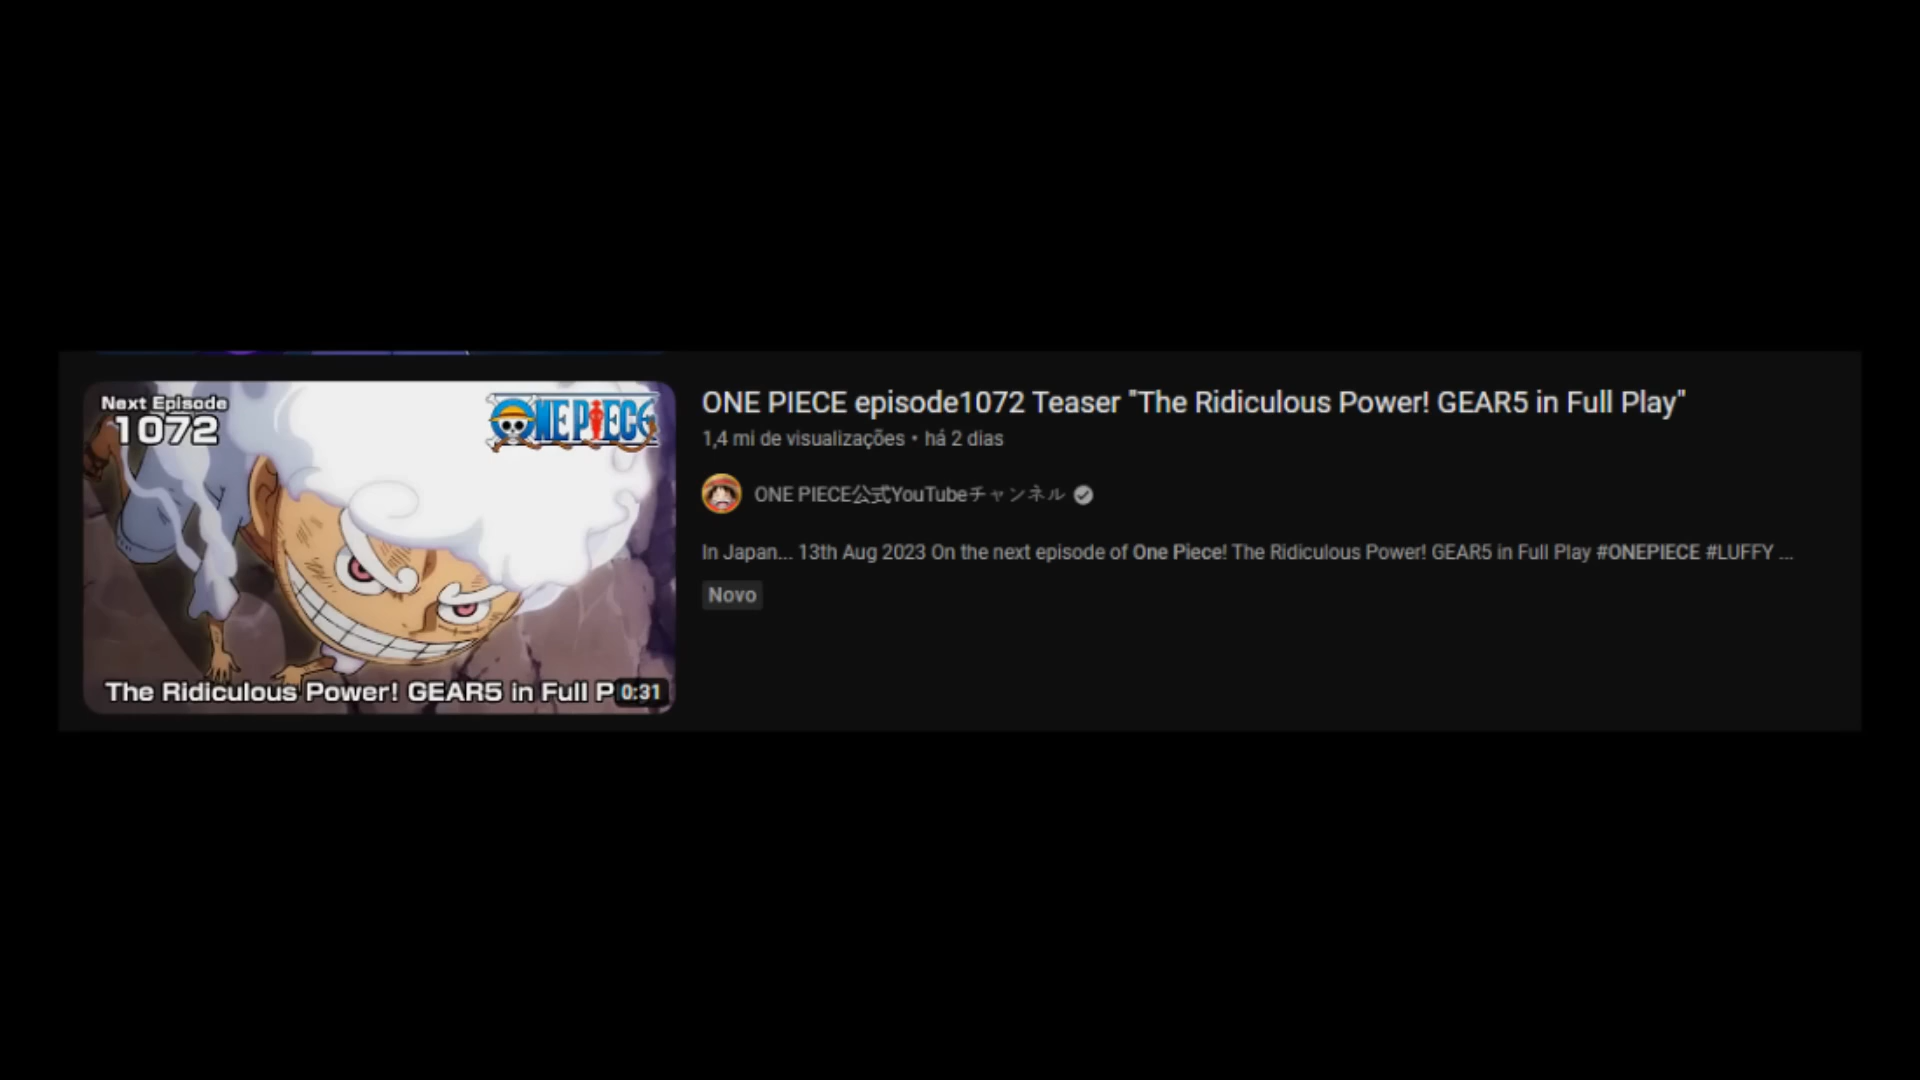 Next Episode
1072
ONE PIECE
The Ridiculous Power! GEAR5 in Full P
0:31
ONE PIECE episode1072 Teaser "The Ridiculous Power! GEAR5 in Full Play"
1,4 mi de visualizações • há 2 dias
ONE PIECE公式YouTubeチャンネル
In Japan... 13th Aug 2023 On the next episode of One Piece! The Ridiculous Power! GEAR5 in Full Play #ONEPIECE #LUFFY ...
Novo